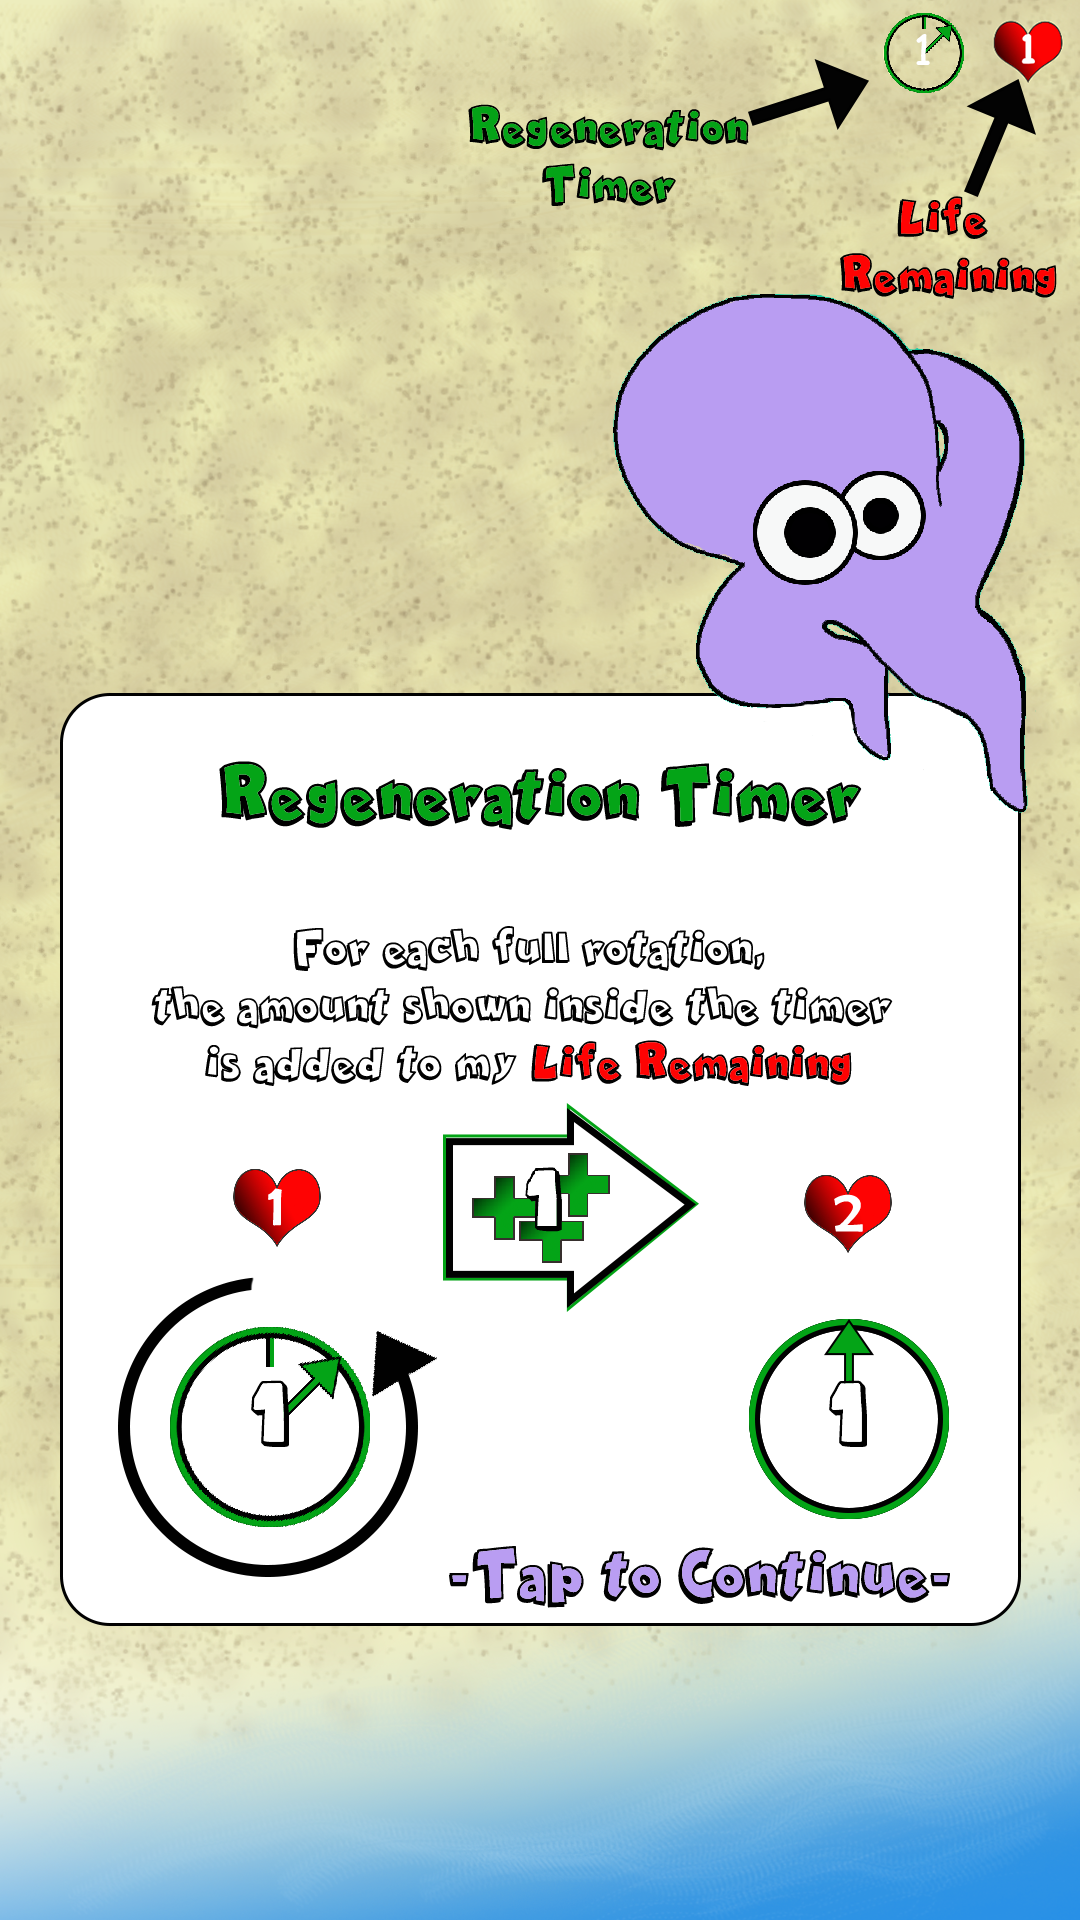 1 1
Regeneration
Timer
Life
Remaining
Regeneration Timer
For each full rotation,
the amount shown inside the timer
is added to my Life Remaining
1 1 2
1 1
-Tap to Continue-